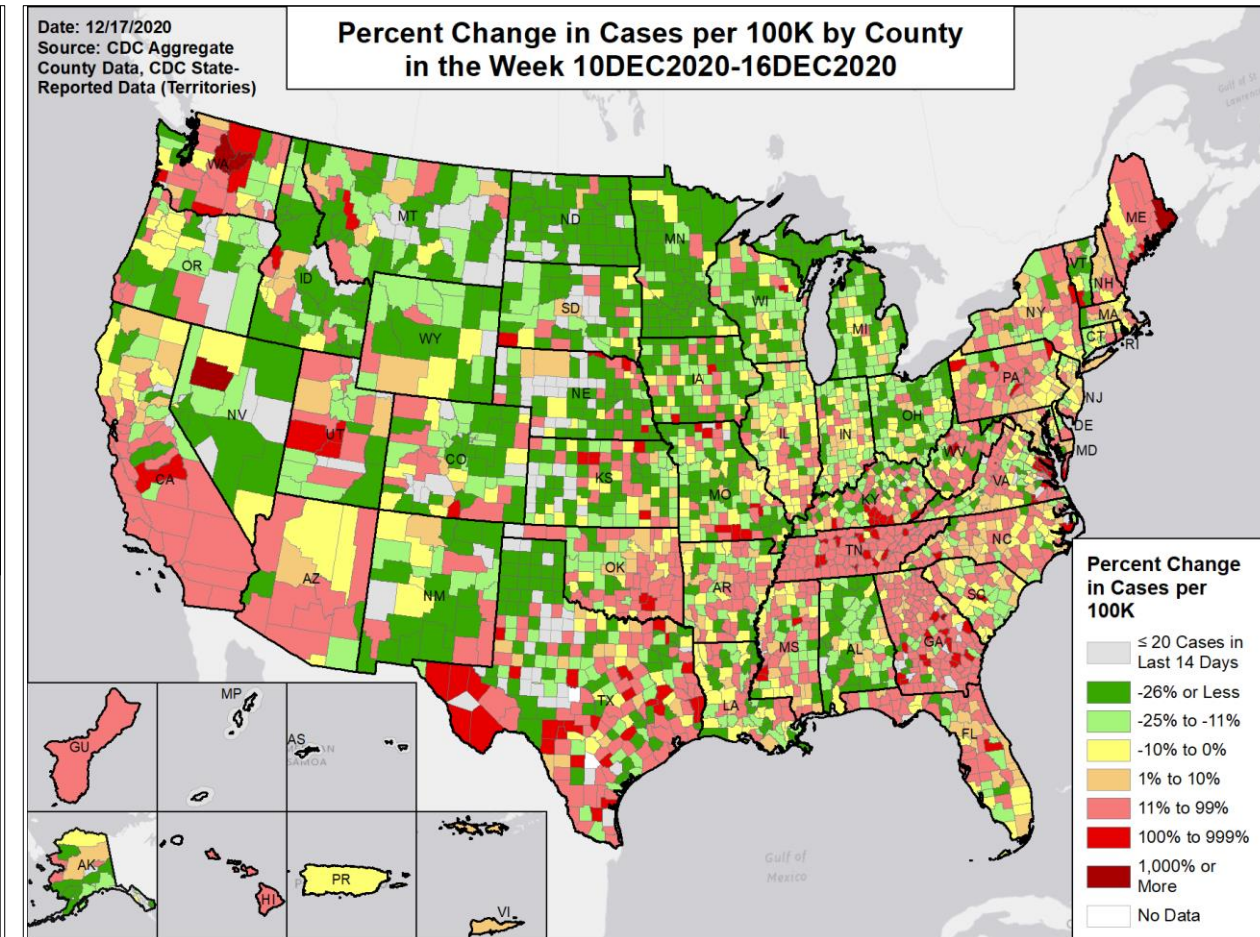 Date: 12/17/2020
Source: CDC Aggregate
County Data, CDC State-
Reported Data (Territories)
Percent Change in Cases per 100K by County
in the Week 10DEC2020-16DEC2020
Gulf of St.
Lawrence
WA
MT
ND
MN
ME
OR
ID
SD
WI
MI
VT
NH
NY
MA
CT
RI
WY
IA
NE
PA
NJ
NV
UT
CO
IL
IN
OH
DE
MD
WV
VA
CA
KS
MO
KY
AZ
NM
OK
AR
TN
NC
SC
MS
AL
GA
TX
LA
FL
Gulf of
Mexico
GU
MP
AS
SAMOA
AK
HI
PR
VI
Percent Change
in Cases per
100K
≤ 20 Cases in
Last 14 Days
-26% or Less
-25% to -11%
-10% to 0%
1% to 10%
11% to 99%
100% to 999%
1,000% or
More
No Data